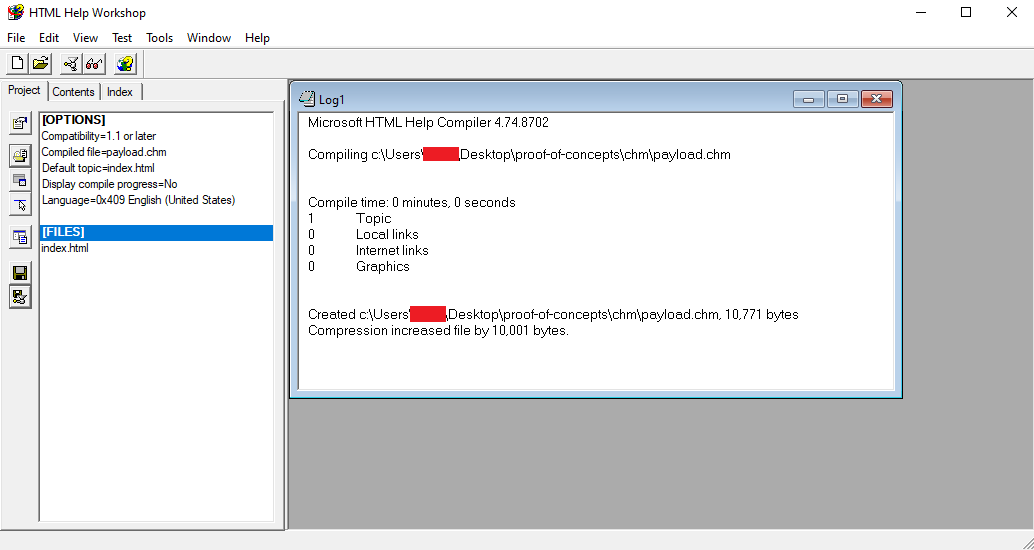 HTML Help Workshop
File Edit View Test Tools Window Help
Project Contents Index
[OPTIONS]
Compatibility=1.1 or later
Compiled file=payload.chm
Default topic=index.html
Display compile progress=No
Language=0x409 English (United States)
[FILES]
index.html
Log1
Microsoft HTML Help Compiler 4.74.8702
Compiling c:\Users\ \Desktop\proof-of-concepts\chm\payload.chm
Compile time: 0 minutes, 0 seconds
1 Topic
0 Local links
0 Internet links
0 Graphics
Created c:\Users\ \Desktop\proof-of-concepts\chm\payload.chm, 10,771 bytes
Compression increased file by 10,001 bytes.